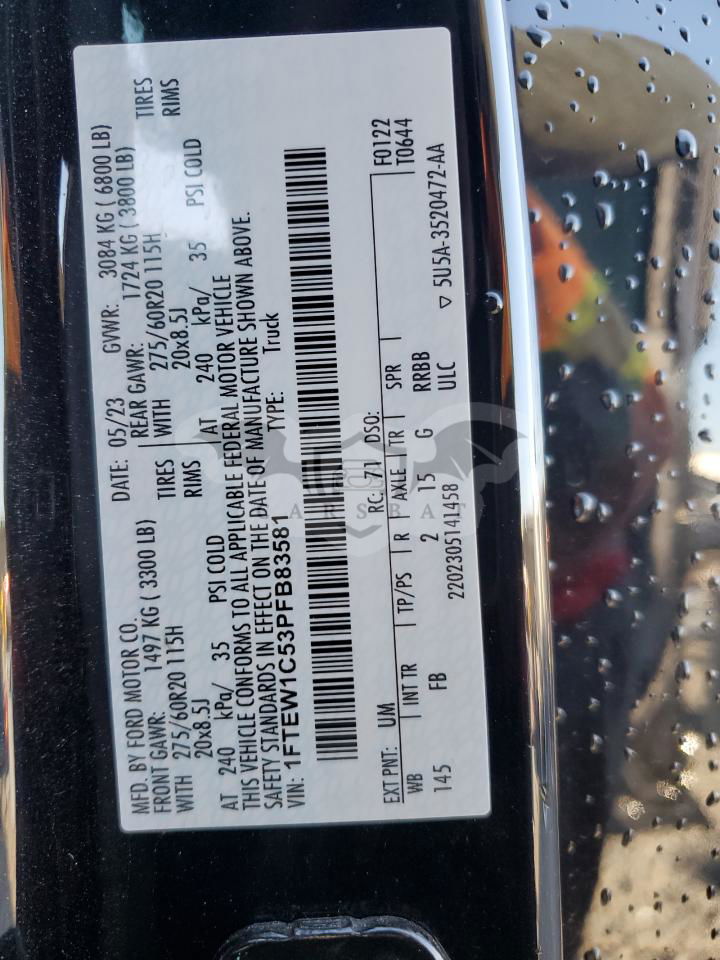 MFD. BY FORD MOTOR CO.
DATE: 05/23 GVWR: 3084 KG ( 6800 LB)
FRONT GAWR: 1497 KG ( 3300 LB) REAR GAWR: 1724 KG ( 3800 LB)
WITH 275/60R20 115H TIRES WITH 275/60R20 115H TIRES
20x8.5J RIMS 20x8.5J RIMS
AT 240 kPa/ 35 PSI COLD AT 240 kPa/ 35 PSI COLD
THIS VEHICLE CONFORMS TO ALL APPLICABLE FEDERAL MOTOR VEHICLE
SAFETY STANDARDS IN EFFECT ON THE DATE OF MANUFACTURE SHOWN ABOVE.
VIN: 1FTEW1C53PFB83581 TYPE: Truck
EXT PNT: UM RC: 71 DSO: F0122
WB INT TR TP/PS R AXLE TR SPR T0644
145 FB 2 15 G RRBB
2202305141458 ULC ▽ 5U5A-3520472-AA
CARSBAT